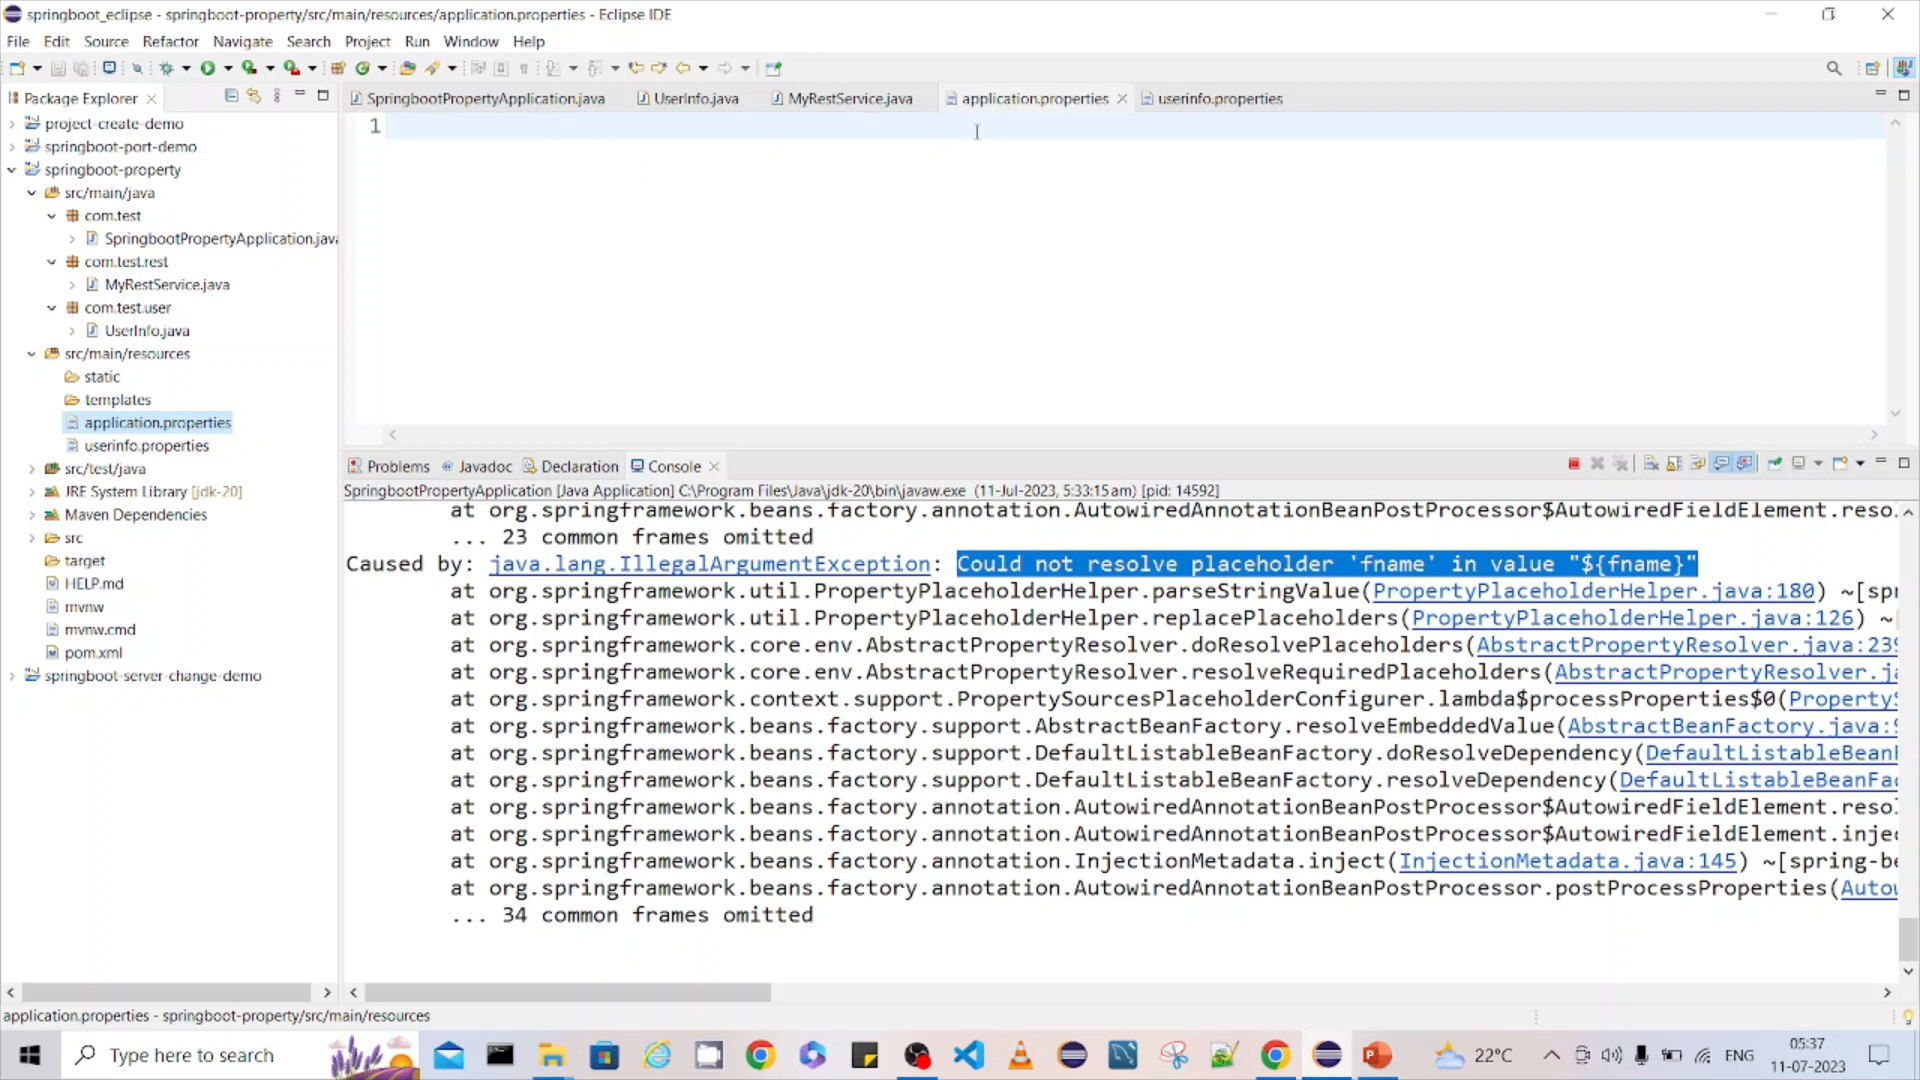 springboot_eclipse - springboot-property/src/main/resources/application.properties - Eclipse IDE
File Edit Source Refactor Navigate Search Project Run Window Help
Package Explorer
SpringbootPropertyApplication.java UserInfo.java MyRestService.java application.properties userinfo.properties
1
project-create-demo
springboot-port-demo
springboot-property
src/main/java
com.test
SpringbootPropertyApplication.java
com.test.rest
MyRestService.java
com.test.user
UserInfo.java
src/main/resources
static
templates
application.properties
userinfo.properties
src/test/java
JRE System Library [jdk-20]
Maven Dependencies
src
target
HELP.md
mvnw
mvnw.cmd
pom.xml
springboot-server-change-demo
Problems Javadoc Declaration Console
SpringbootPropertyApplication [Java Application] C:\Program Files\Java\jdk-20\bin\javaw.exe (11-Jul-2023, 5:33:15 am) [pid: 14592]
at org.springframework.beans.factory.annotation.AutowiredAnnotationBeanPostProcessor$AutowiredFieldElement.reso
... 23 common frames omitted
Caused by: java.lang.IllegalArgumentException: Could not resolve placeholder 'fname' in value "${fname}"
at org.springframework.util.PropertyPlaceholderHelper.parseStringValue(PropertyPlaceholderHelper.java:180) ~[spr
at org.springframework.util.PropertyPlaceholderHelper.replacePlaceholders(PropertyPlaceholderHelper.java:126) ~
at org.springframework.core.env.AbstractPropertyResolver.doResolvePlaceholders(AbstractPropertyResolver.java:239
at org.springframework.core.env.AbstractPropertyResolver.resolveRequiredPlaceholders(AbstractPropertyResolver.ja
at org.springframework.context.support.PropertySourcesPlaceholderConfigurer.lambda$processProperties$0(PropertyS
at org.springframework.beans.factory.support.AbstractBeanFactory.resolveEmbeddedValue(AbstractBeanFactory.java:9
at org.springframework.beans.factory.support.DefaultListableBeanFactory.doResolveDependency(DefaultListableBeanF
at org.springframework.beans.factory.support.DefaultListableBeanFactory.resolveDependency(DefaultListableBeanFac
at org.springframework.beans.factory.annotation.AutowiredAnnotationBeanPostProcessor$AutowiredFieldElement.resol
at org.springframework.beans.factory.annotation.AutowiredAnnotationBeanPostProcessor$AutowiredFieldElement.injec
at org.springframework.beans.factory.annotation.InjectionMetadata.inject(InjectionMetadata.java:145) ~[spring-be
at org.springframework.beans.factory.annotation.AutowiredAnnotationBeanPostProcessor.postProcessProperties(Autow
... 34 common frames omitted
application.properties - springboot-property/src/main/resources
Type here to search
22°C
ENG
05:37
11-07-2023